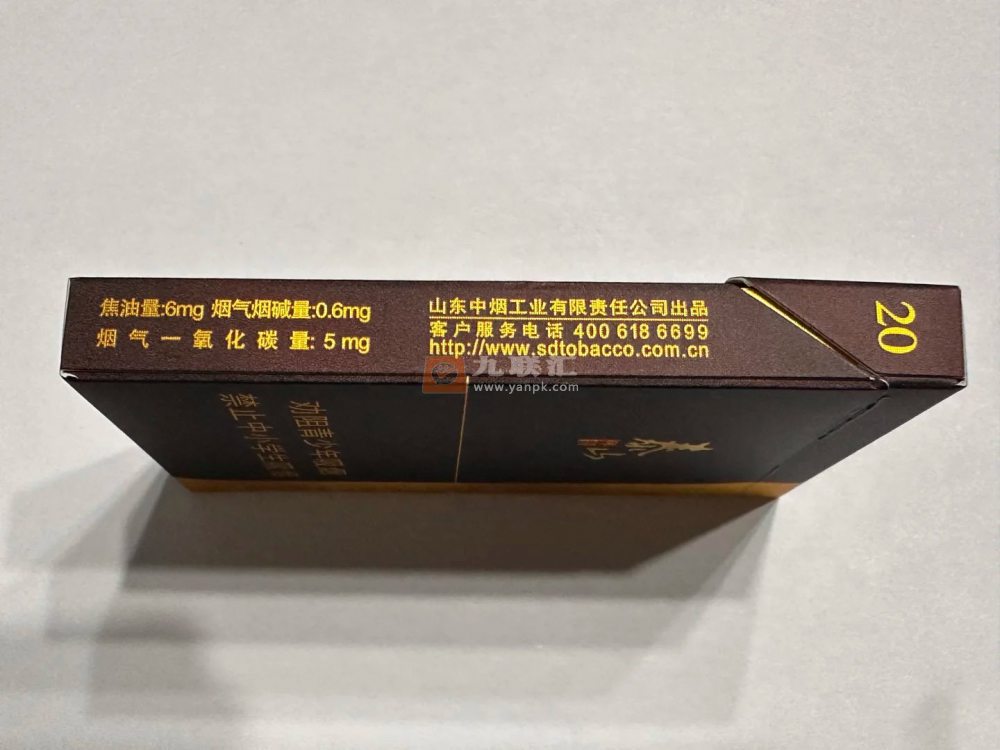 焦油量:6mg 烟气烟碱量:0.6mg
烟气一氧化碳量:5mg
山东中烟工业有限责任公司出品
客户服务电话 400 618 6699
http://www.sdtobacco.com.cn
20
九联汇
www.yanpk.com
劝阻青少年吸烟
禁止中小学生吸烟
泰山